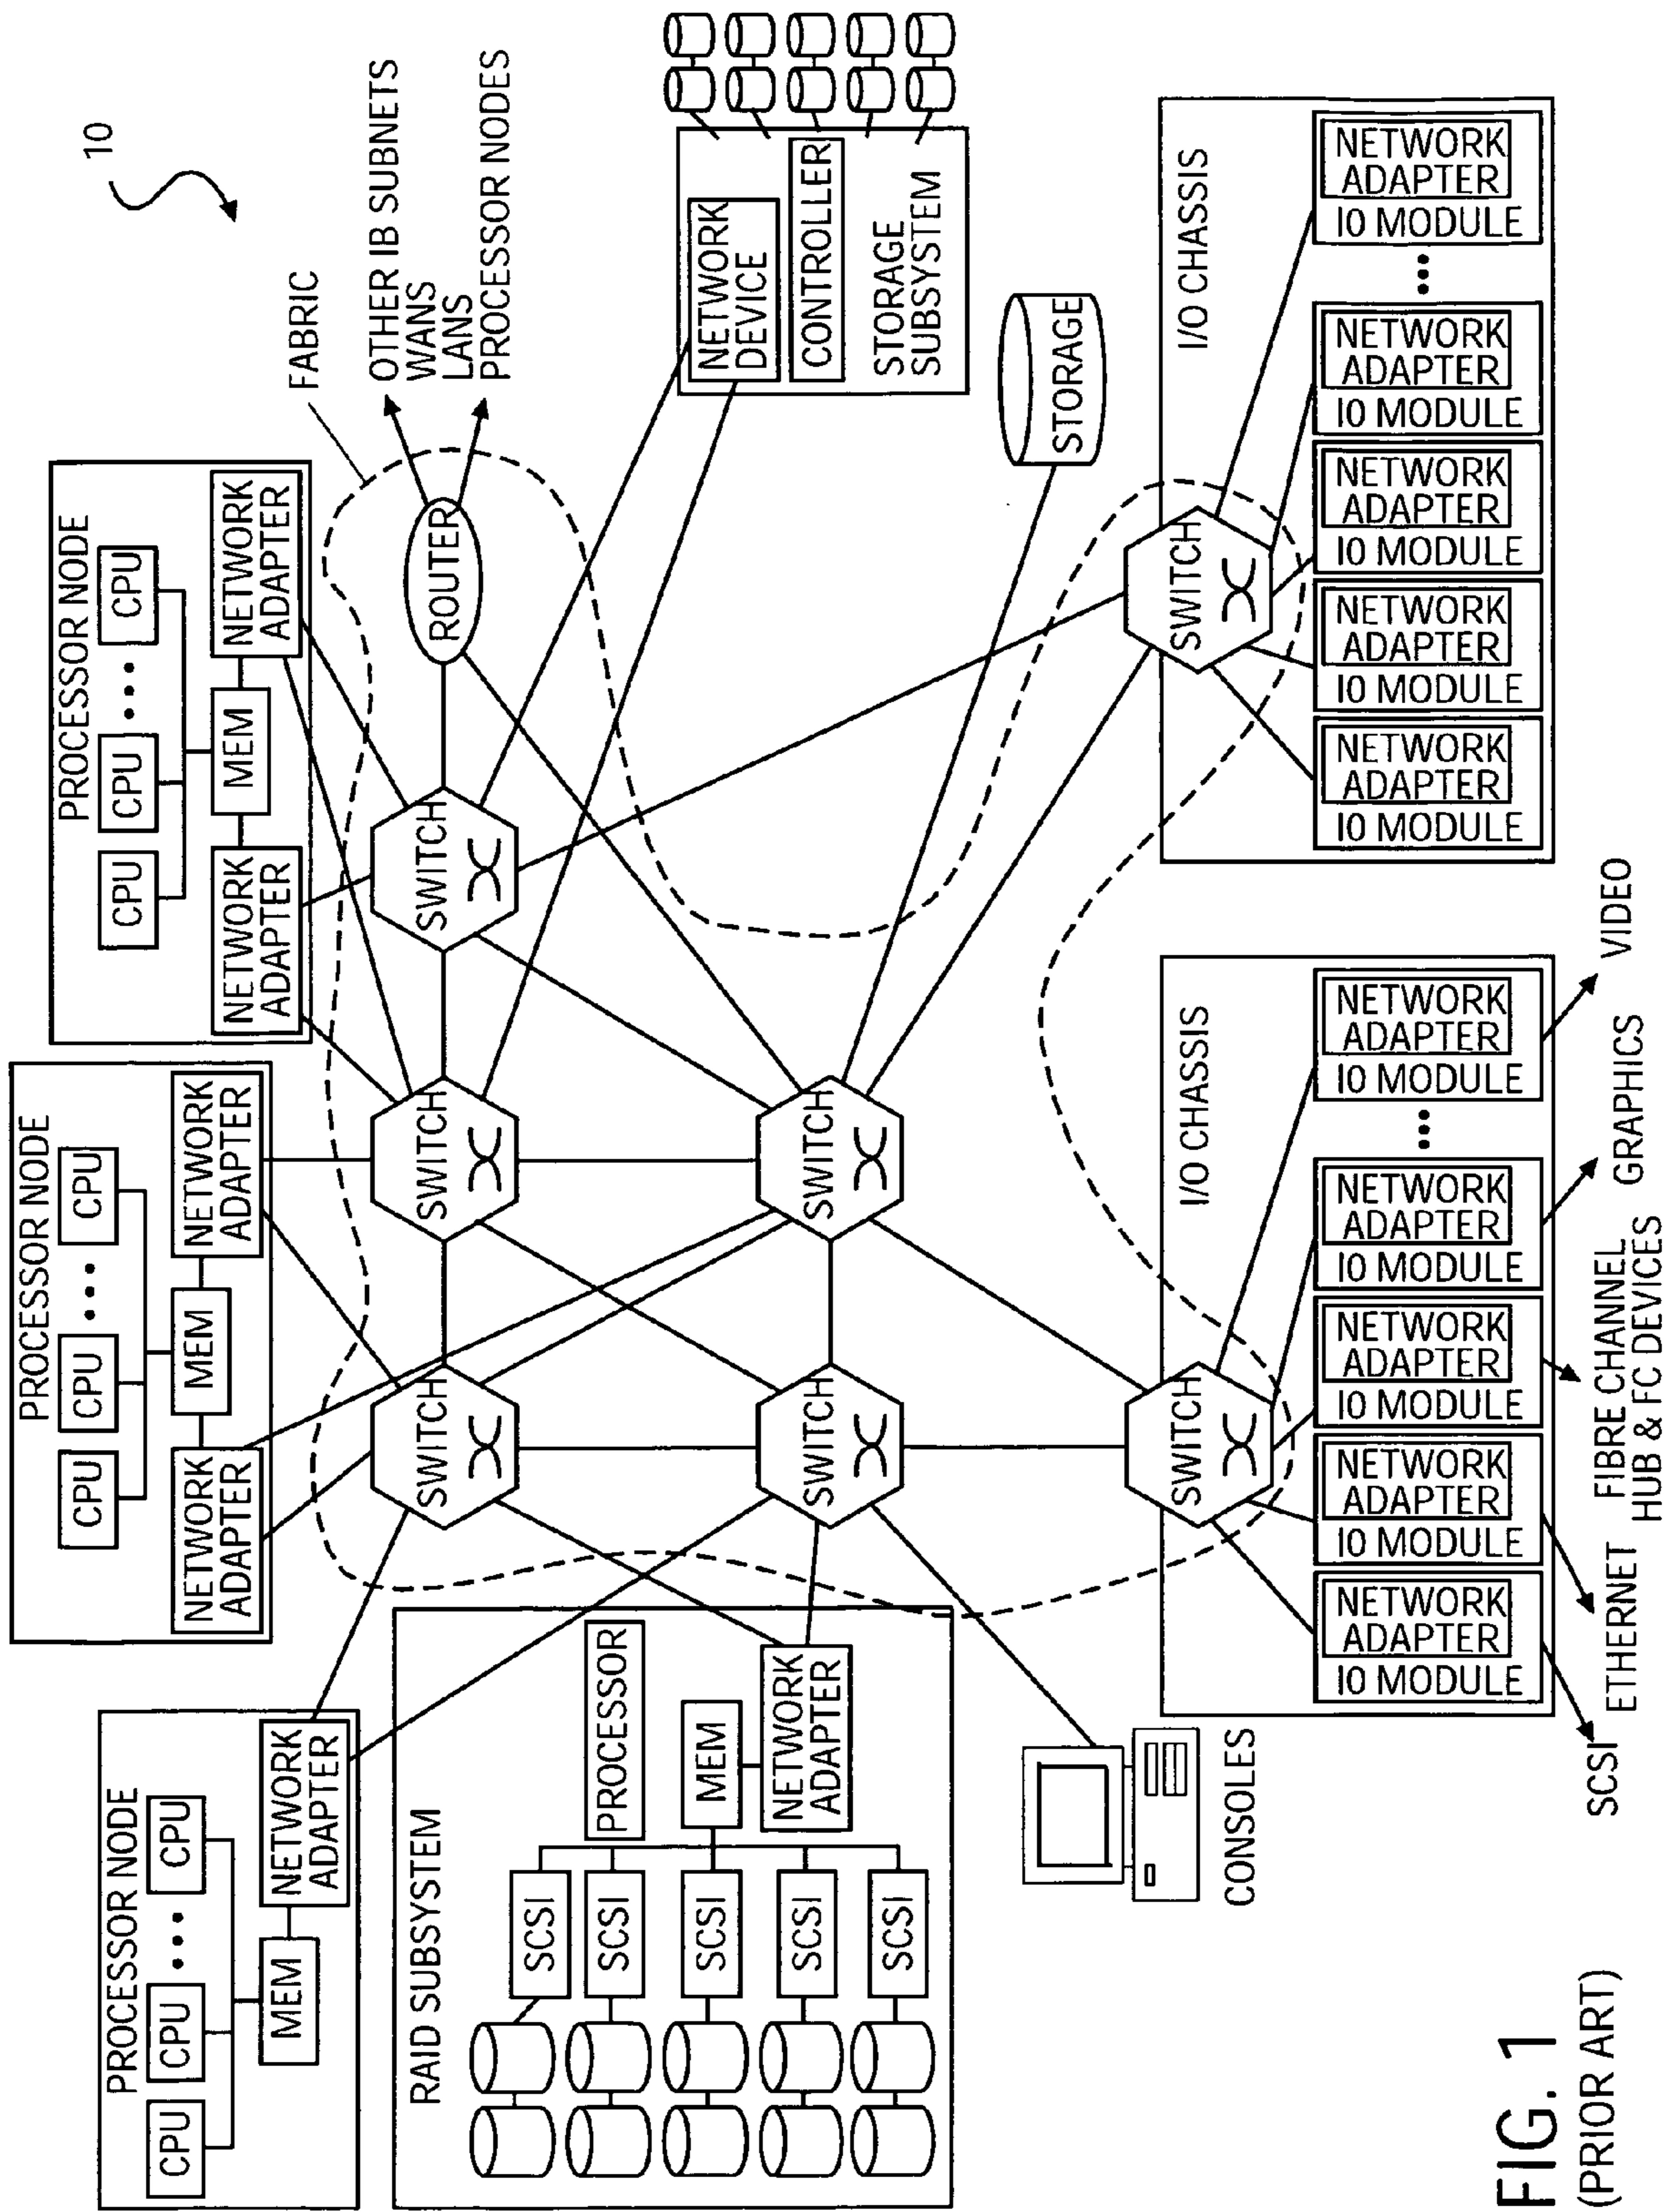 10
PROCESSOR NODE
CPU
CPU
•••
CPU
MEM
NETWORK
ADAPTER
PROCESSOR NODE
CPU
CPU
•••
CPU
NETWORK
ADAPTER
MEM
NETWORK
ADAPTER
PROCESSOR NODE
CPU
CPU
•••
CPU
NETWORK
ADAPTER
MEM
NETWORK
ADAPTER
FABRIC
OTHER IB SUBNETS
WANS
LANS
PROCESSOR NODES
SWITCH
SWITCH
SWITCH
ROUTER
RAID SUBSYSTEM
SCSI
SCSI
SCSI
SCSI
SCSI
PROCESSOR
MEM
NETWORK
ADAPTER
SWITCH
SWITCH
NETWORK
DEVICE
CONTROLLER
STORAGE
SUBSYSTEM
STORAGE
CONSOLES
I/O CHASSIS
SWITCH
NETWORK
ADAPTER
IO MODULE
NETWORK
ADAPTER
IO MODULE
NETWORK
ADAPTER
IO MODULE
NETWORK
ADAPTER
IO MODULE
•••
NETWORK
ADAPTER
IO MODULE
I/O CHASSIS
SWITCH
NETWORK
ADAPTER
IO MODULE
NETWORK
ADAPTER
IO MODULE
NETWORK
ADAPTER
IO MODULE
NETWORK
ADAPTER
IO MODULE
•••
NETWORK
ADAPTER
IO MODULE
SCSI
ETHERNET
FIBRE CHANNEL
HUB & FC DEVICES
GRAPHICS
VIDEO
FIG. 1
(PRIOR ART)